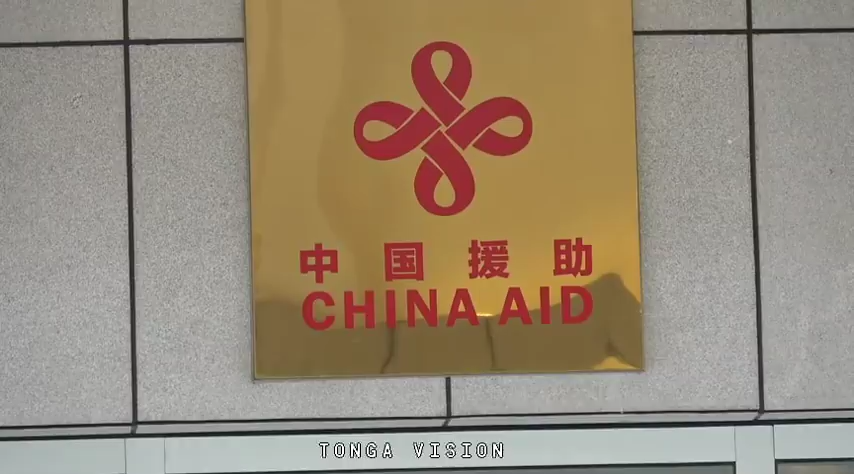 中国援助
CHINA AID
TONGA VISION